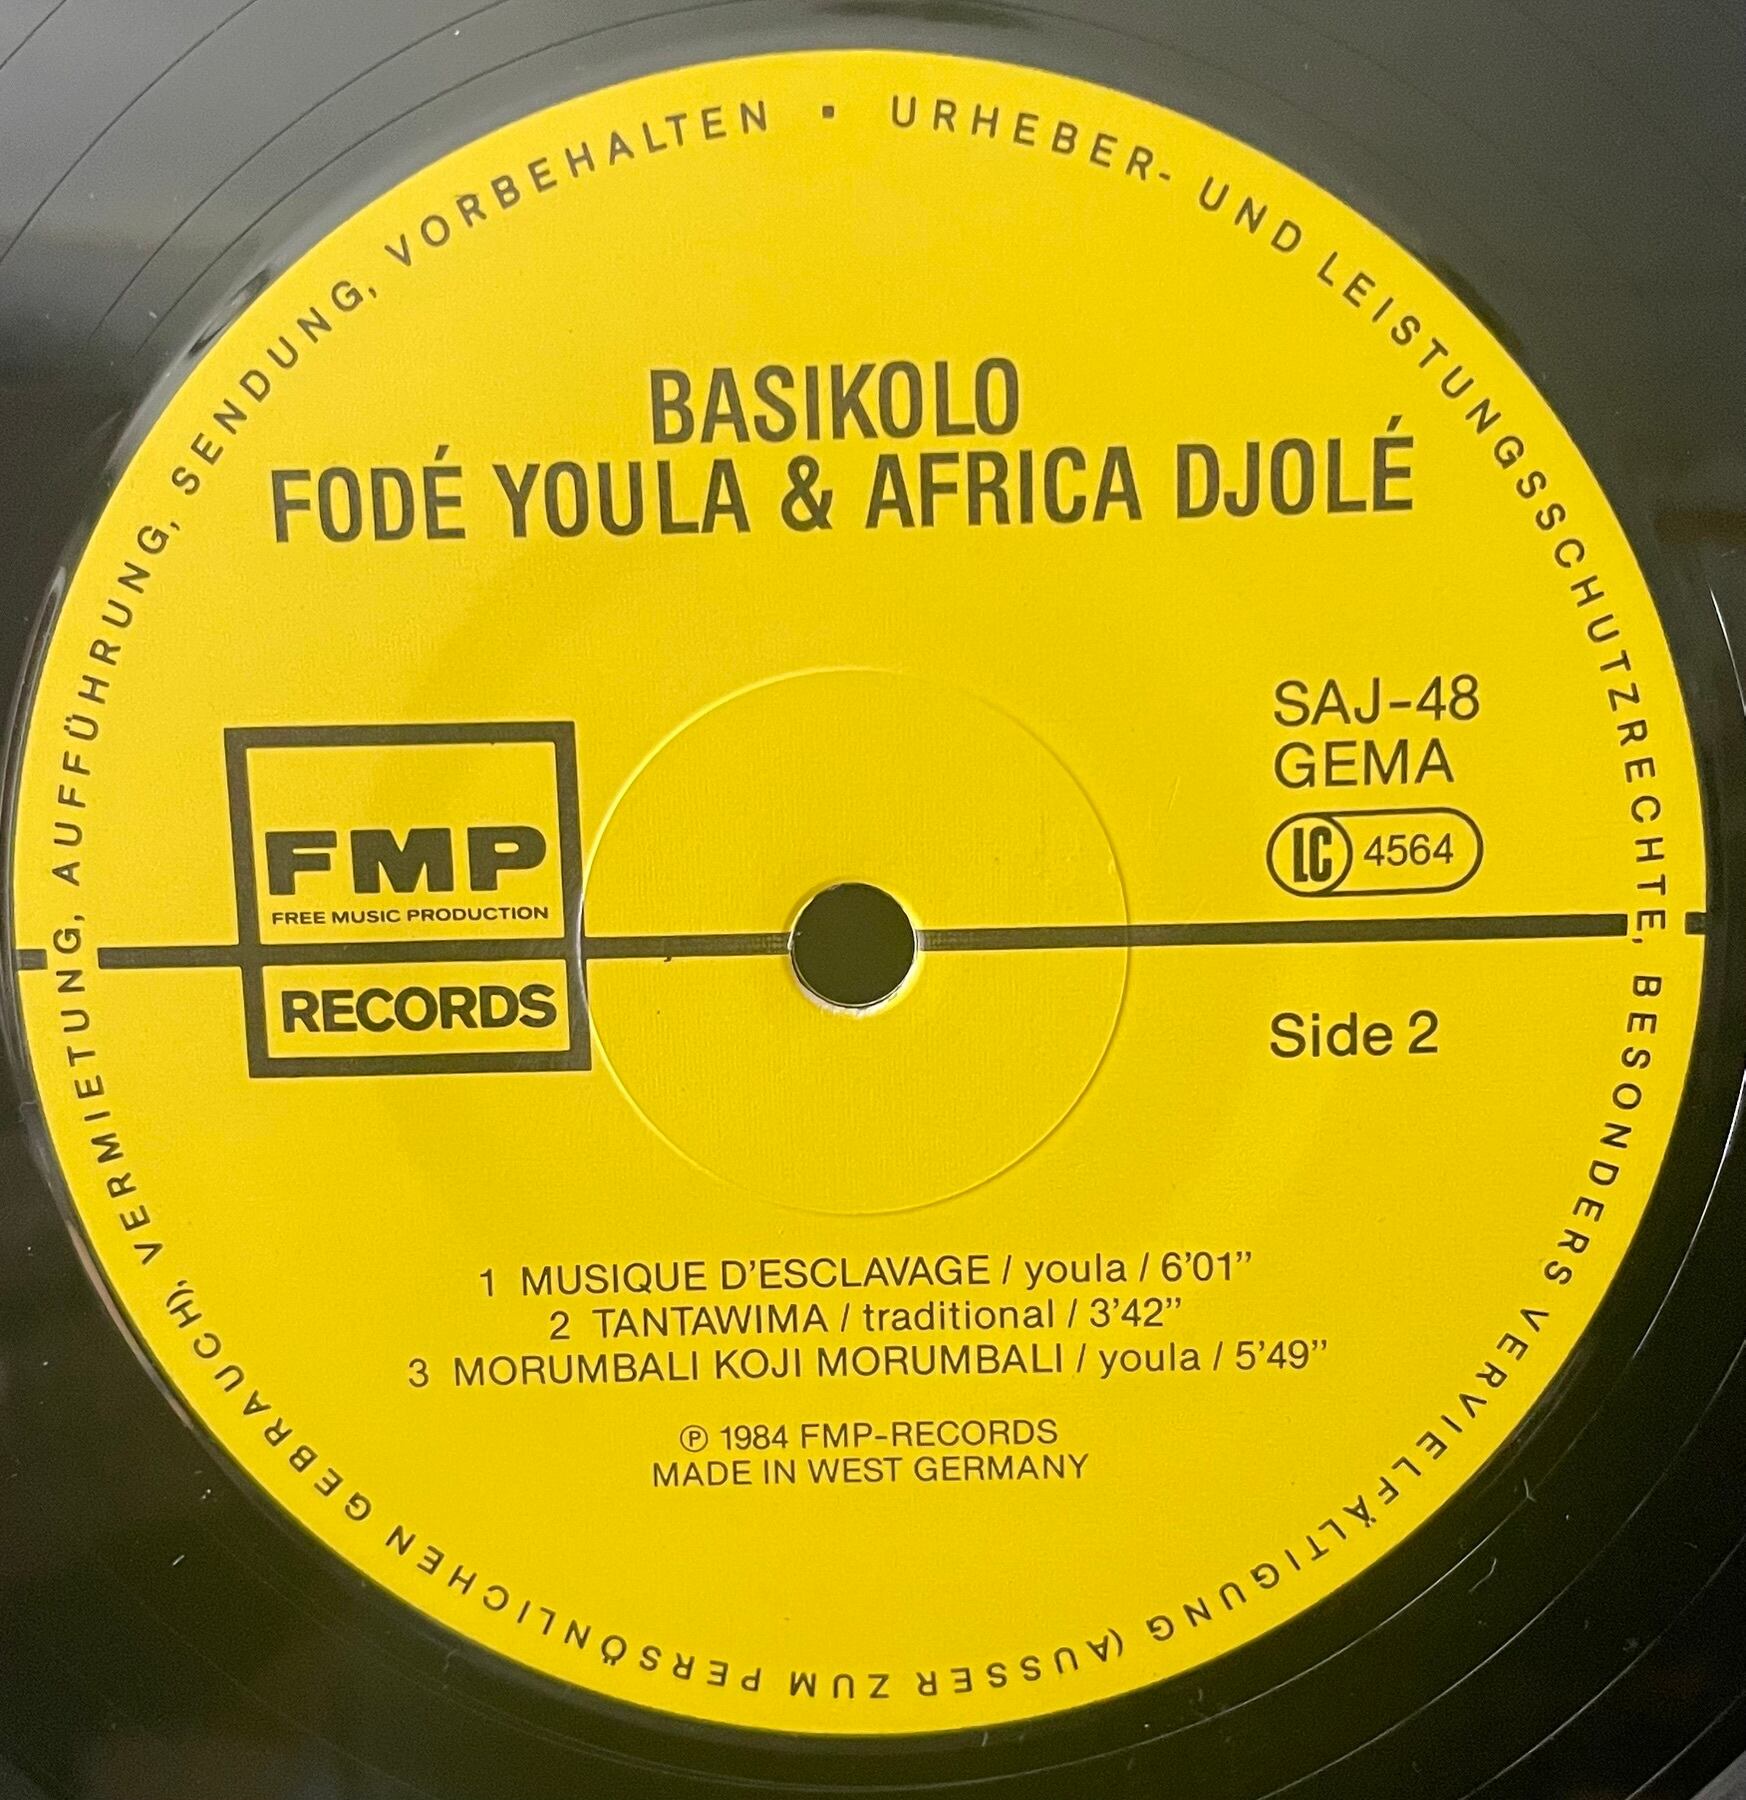 URHEBER- UND LEISTUNGSSCHUTZRECHTE, BESONDERS VERVIELFÄLTIGUNG (AUSSER ZUM PERSÖNLICHEN GEBRAUCH), VERMIETUNG, AUFFÜHRUNG, SENDUNG, VORBEHALTEN •
BASIKOLO
FODÉ YOULA & AFRICA DJOLÉ
FMP
FREE MUSIC PRODUCTION
RECORDS
SAJ-48
GEMA
LC 4564
Side 2
1 MUSIQUE D'ESCLAVAGE / youla / 6'01"
2 TANTAWIMA / traditional / 3'42"
3 MORUMBALI KOJI MORUMBALI / youla / 5'49"
℗ 1984 FMP-RECORDS
MADE IN WEST GERMANY